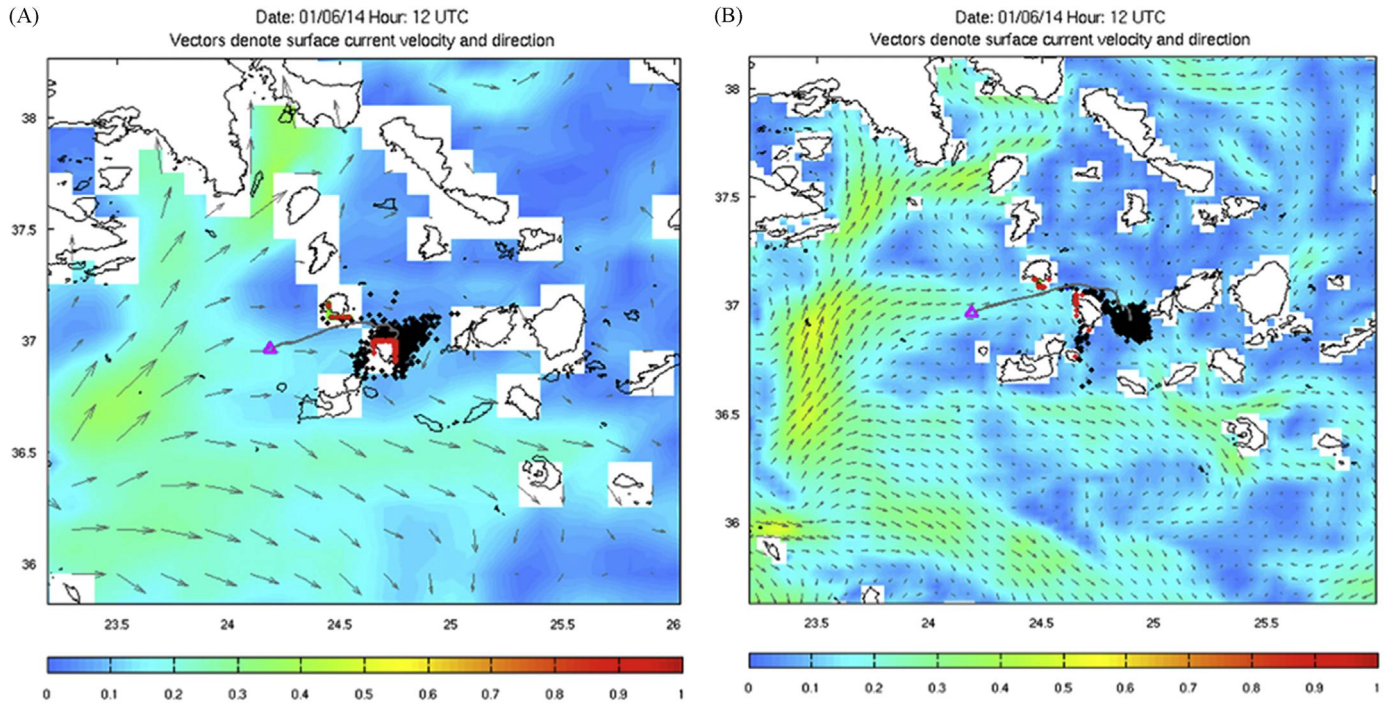 (A)
Date: 01/06/14 Hour: 12 UTC
Vectors denote surface current velocity and direction
38
37.5
37
36.5
36
23.5 24 24.5 25 25.5 26
0 0.1 0.2 0.3 0.4 0.5 0.6 0.7 0.8 0.9 1
(B)
Date: 01/06/14 Hour: 12 UTC
Vectors denote surface current velocity and direction
38
37.5
37
36.5
36
23.5 24 24.5 25 25.5
0 0.1 0.2 0.3 0.4 0.5 0.6 0.7 0.8 0.9 1